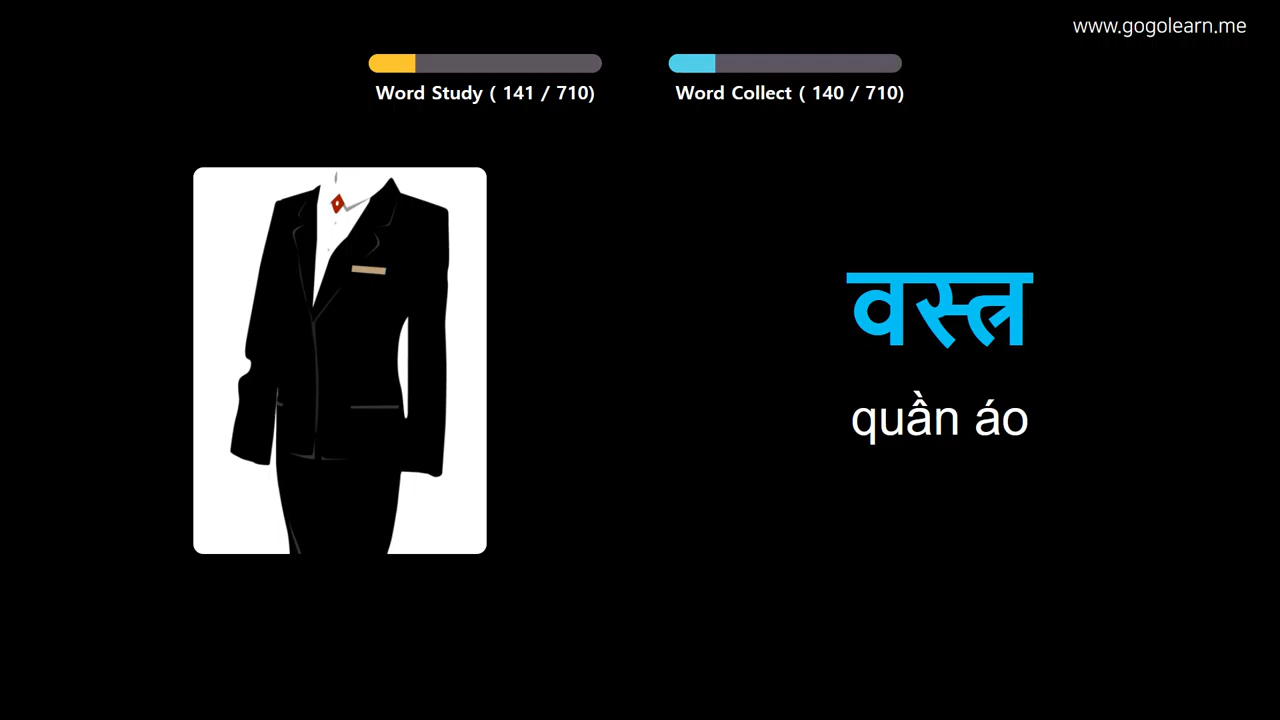 www.gogolearn.me
Word Study ( 141 / 710)
Word Collect ( 140 / 710)
वस्त्र
quần áo